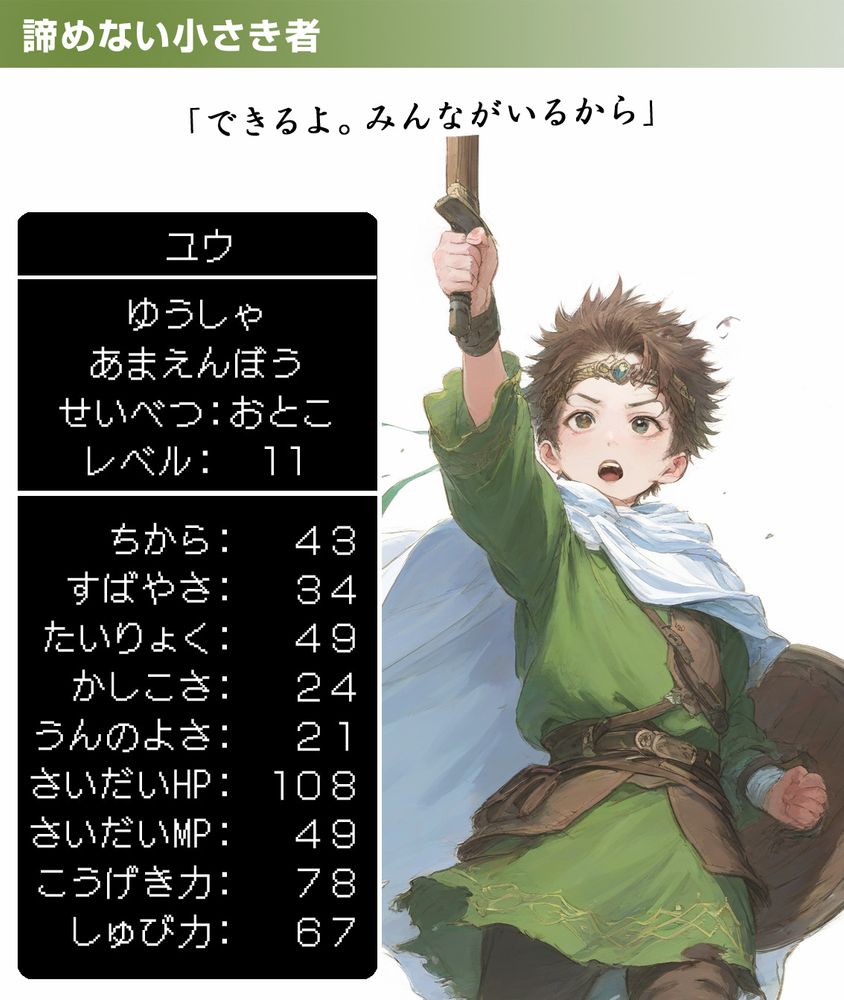 諦めない小さき者
「できるよ。みんながいるから」
ユウ
ゆうしゃ
あまえんぼう
せいべつ：おとこ
レベル： 11
ちから： 43
すばやさ： 34
たいりょく： 49
かしこさ： 24
うんのよさ： 21
さいだいHP： 108
さいだいMP： 49
こうげき力： 78
しゅび力： 67